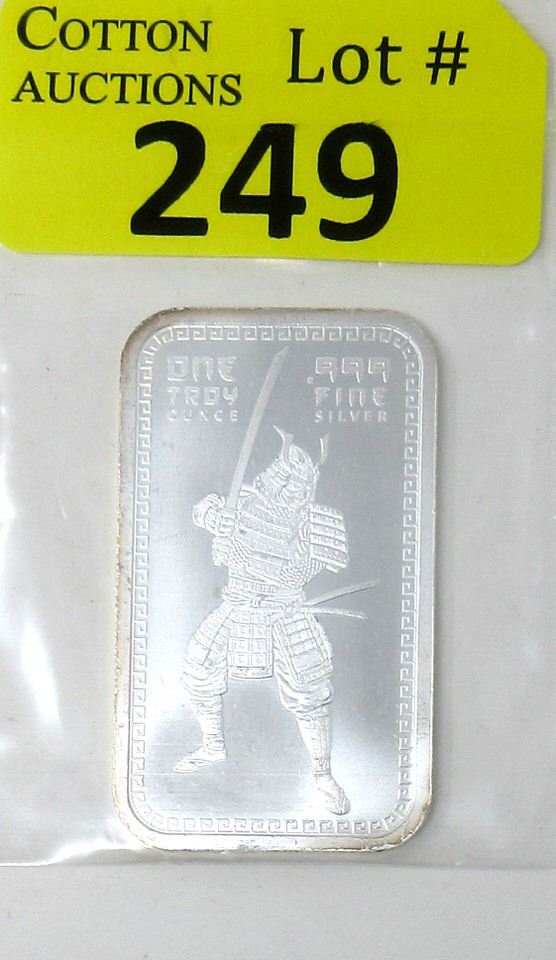 COTTON Lot #
AUCTIONS
249
ONE .999
TROY FINE
OUNCE SILVER